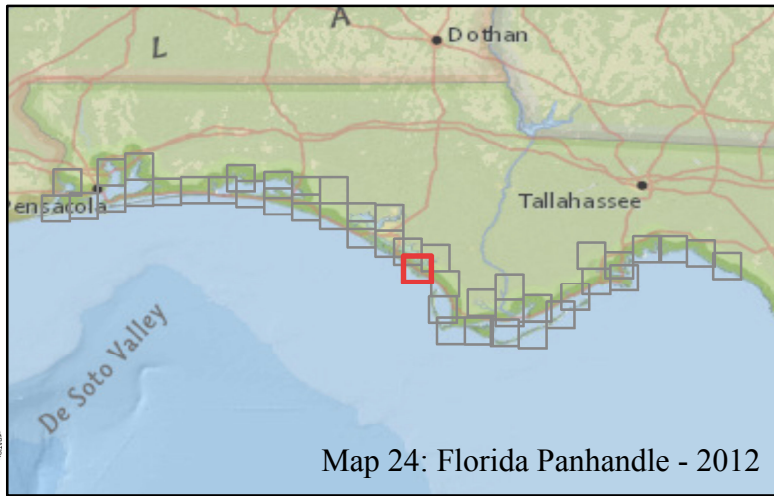 A
L
Dothan
Pensacola
Tallahassee
De Soto Valley
Map 24: Florida Panhandle - 2012